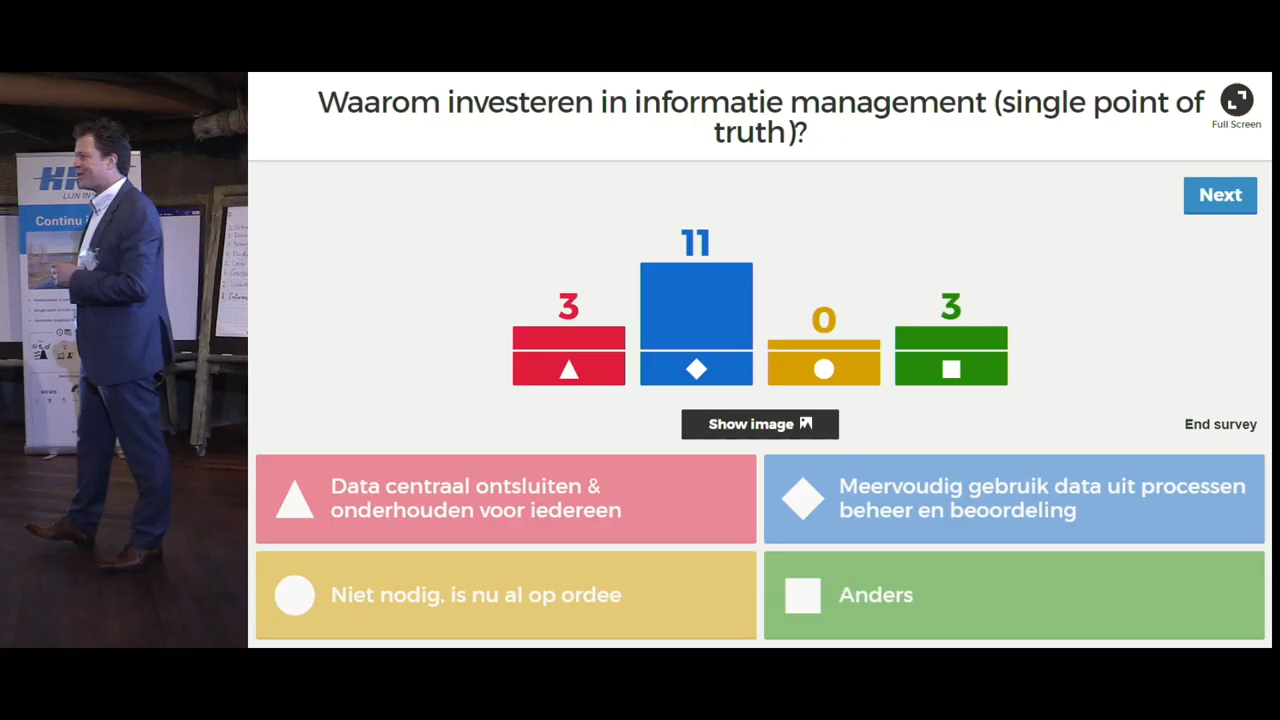 Waarom investeren in informatie management (single point of
truth)?
Full Screen
Next
3
11
0
3
Show image
End survey
Data centraal ontsluiten &
onderhouden voor iedereen
Meervoudig gebruik data uit processen
beheer en beoordeling
Niet nodig, is nu al op ordee
Anders
LIJN IN
Continu